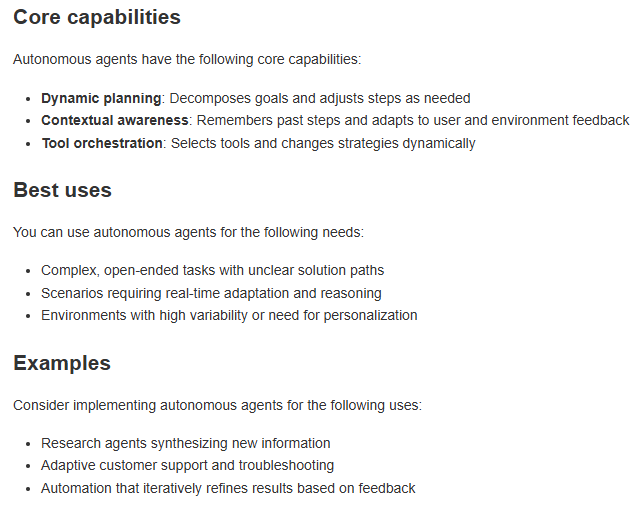 Core capabilities
Autonomous agents have the following core capabilities:
• Dynamic planning: Decomposes goals and adjusts steps as needed
• Contextual awareness: Remembers past steps and adapts to user and environment feedback
• Tool orchestration: Selects tools and changes strategies dynamically
Best uses
You can use autonomous agents for the following needs:
• Complex, open-ended tasks with unclear solution paths
• Scenarios requiring real-time adaptation and reasoning
• Environments with high variability or need for personalization
Examples
Consider implementing autonomous agents for the following uses:
• Research agents synthesizing new information
• Adaptive customer support and troubleshooting
• Automation that iteratively refines results based on feedback